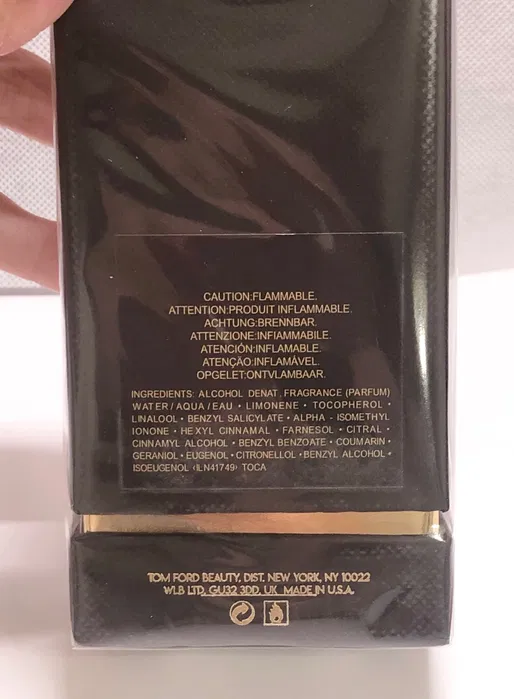 CAUTION:FLAMMABLE.
ATTENTION:PRODUIT INFLAMMABLE.
ACHTUNG:BRENNBAR.
ATTENZIONE:INFIAMMABILE.
ATENCIÓN:INFLAMABLE.
ATENÇÃO:INFLAMÁVEL.
OPGELET:ONTVLAMBAAR.
INGREDIENTS: ALCOHOL DENAT, FRAGRANCE (PARFUM)
WATER / AQUA / EAU • LIMONENE • TOCOPHEROL •
LINALOOL • BENZYL SALICYLATE • ALPHA - ISOMETHYL
IONONE • HEXYL CINNAMAL • FARNESOL • CITRAL •
CINNAMYL ALCOHOL • BENZYL BENZOATE • COUMARIN •
GERANIOL • EUGENOL • CITRONELLOL • BENZYL ALCOHOL •
ISOEUGENOL ‹ILN41749› TOCA
TOM FORD BEAUTY, DIST. NEW YORK, NY 10022
WLB LTD, GU32 3DD, UK MADE IN U.S.A.